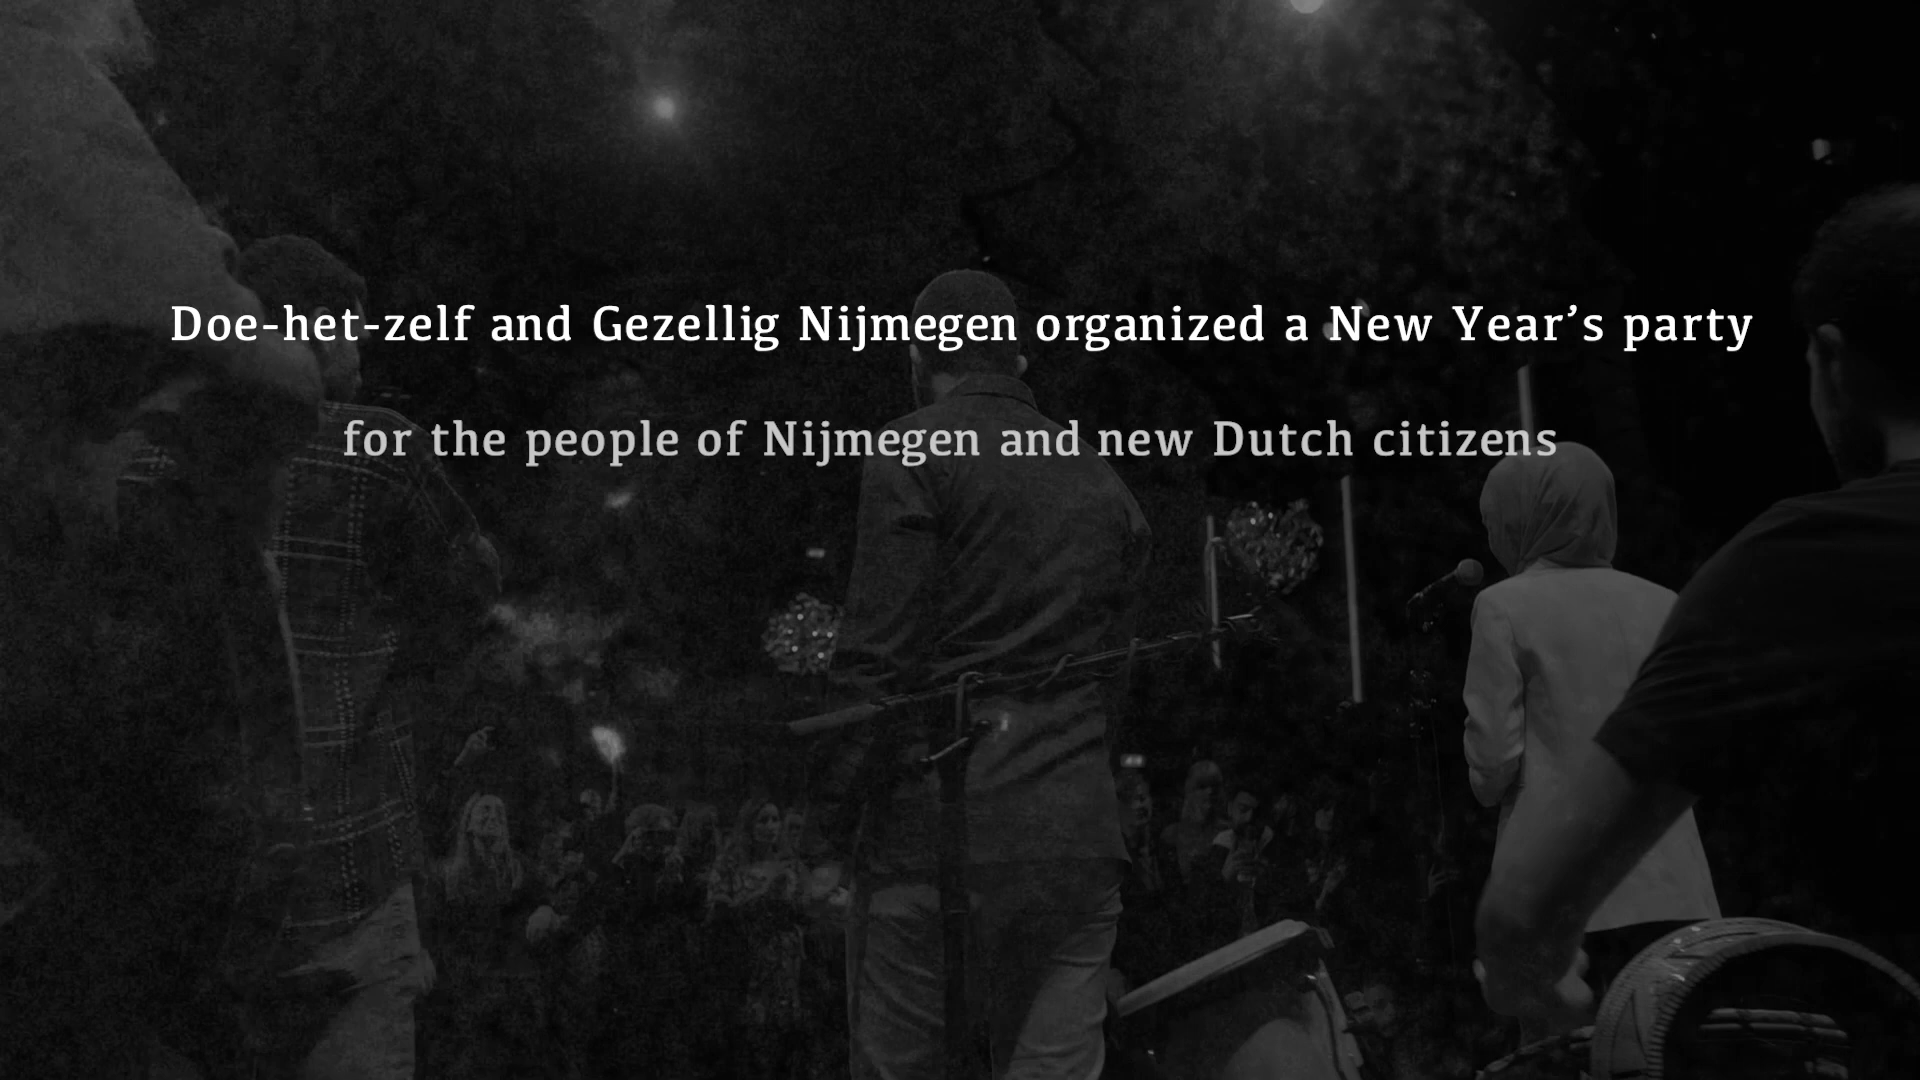 Doe-het-zelf and Gezellig Nijmegen organized a New Year’s party
for the people of Nijmegen and new Dutch citizens